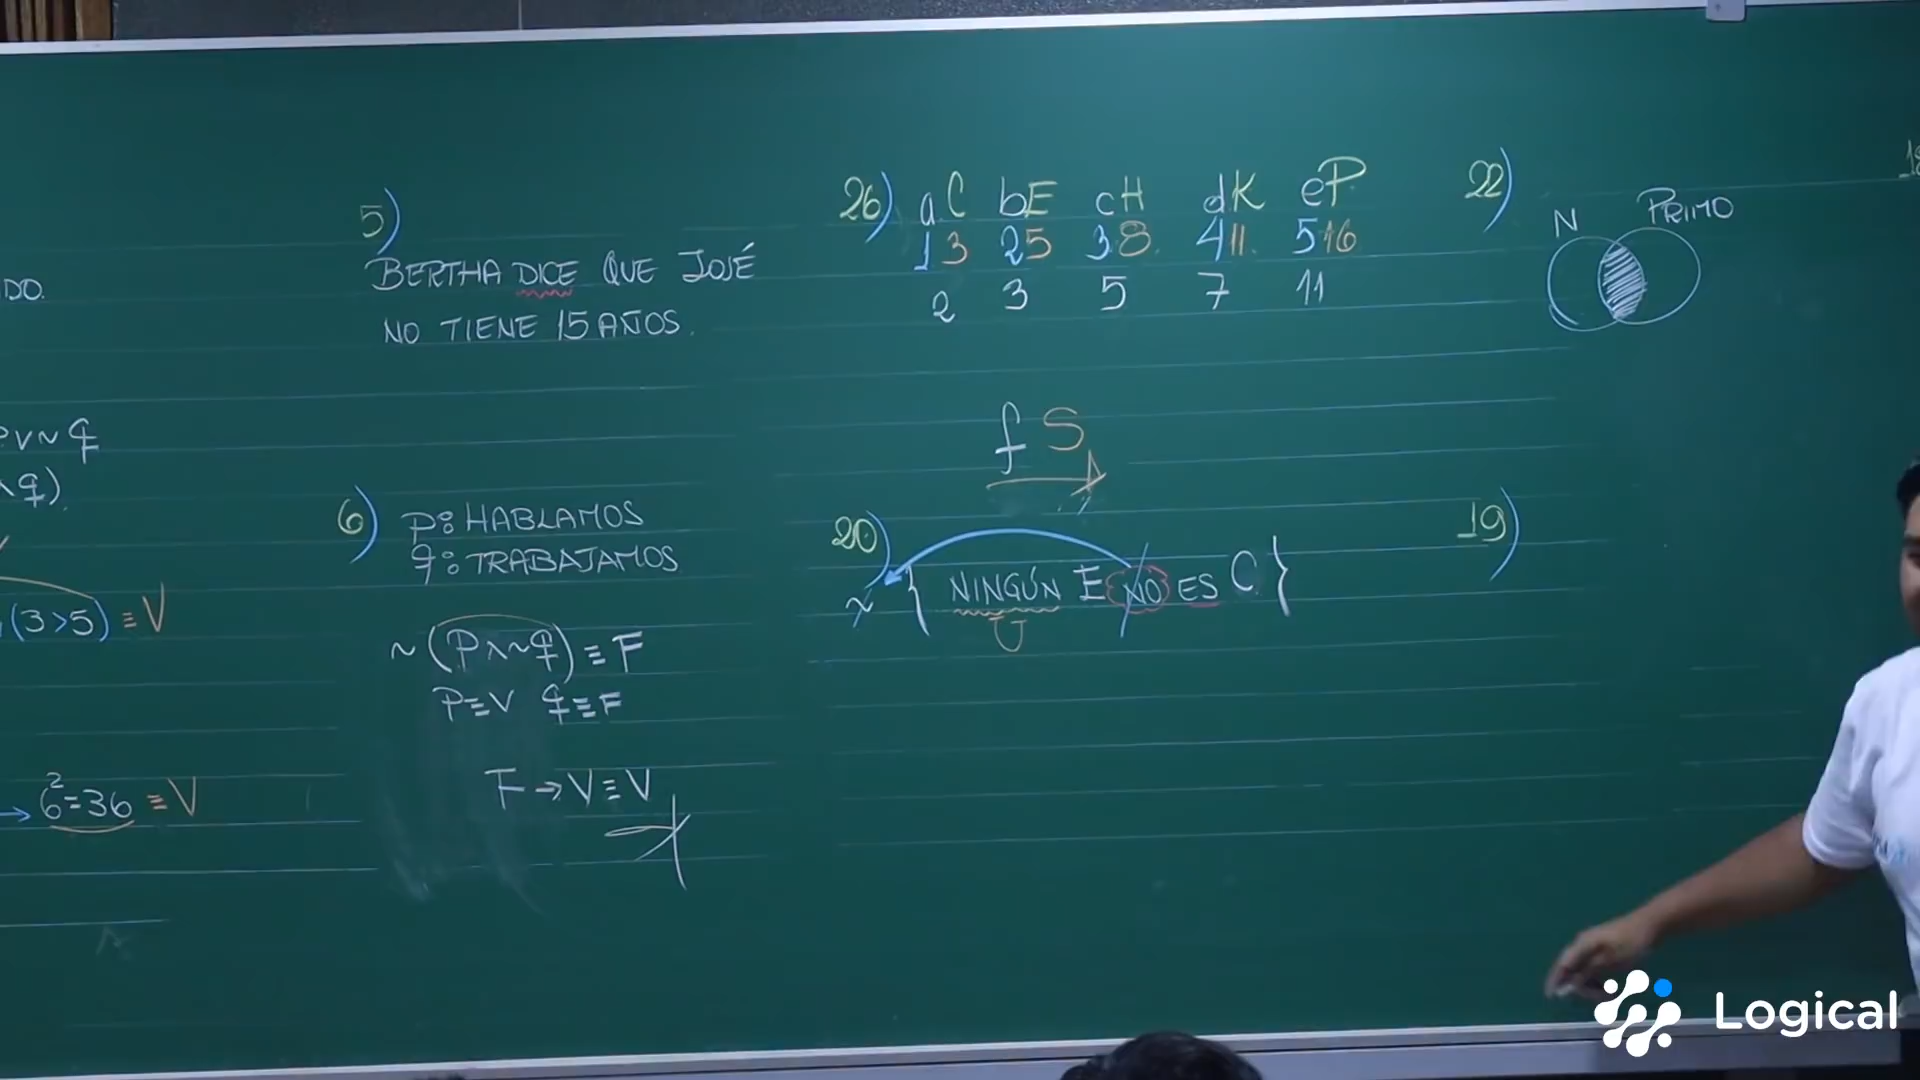 DO.
P∨~q
∧q).
(3>5) ≡ V
→ 6²=36 ≡ V
5)
BERTHA DICE QUE JOSÉ
NO TIENE 15 AÑOS.
6) p: HABLAMOS
q: TRABAJAMOS
~(P∧~q) ≡ F
P≡V q≡F
F→V≡V
26) a C bE cH dK eP
1 3 2 5 3 8 4 11 5 16
2 3 5 7 11
f S
20)
~ { NINGÚN E NO ES C }
U
22)
N PRIMO
19)
Logical